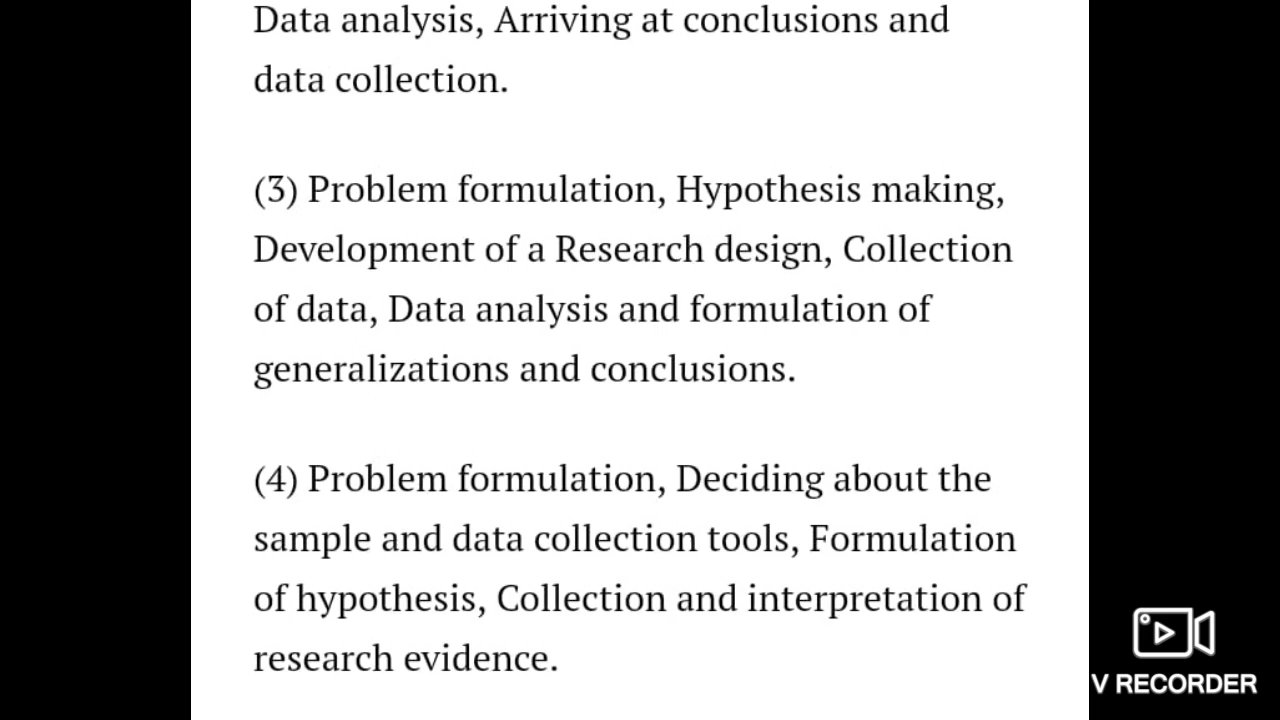 Data analysis, Arriving at conclusions and
data collection.
(3) Problem formulation, Hypothesis making,
Development of a Research design, Collection
of data, Data analysis and formulation of
generalizations and conclusions.
(4) Problem formulation, Deciding about the
sample and data collection tools, Formulation
of hypothesis, Collection and interpretation of
research evidence.
V RECORDER